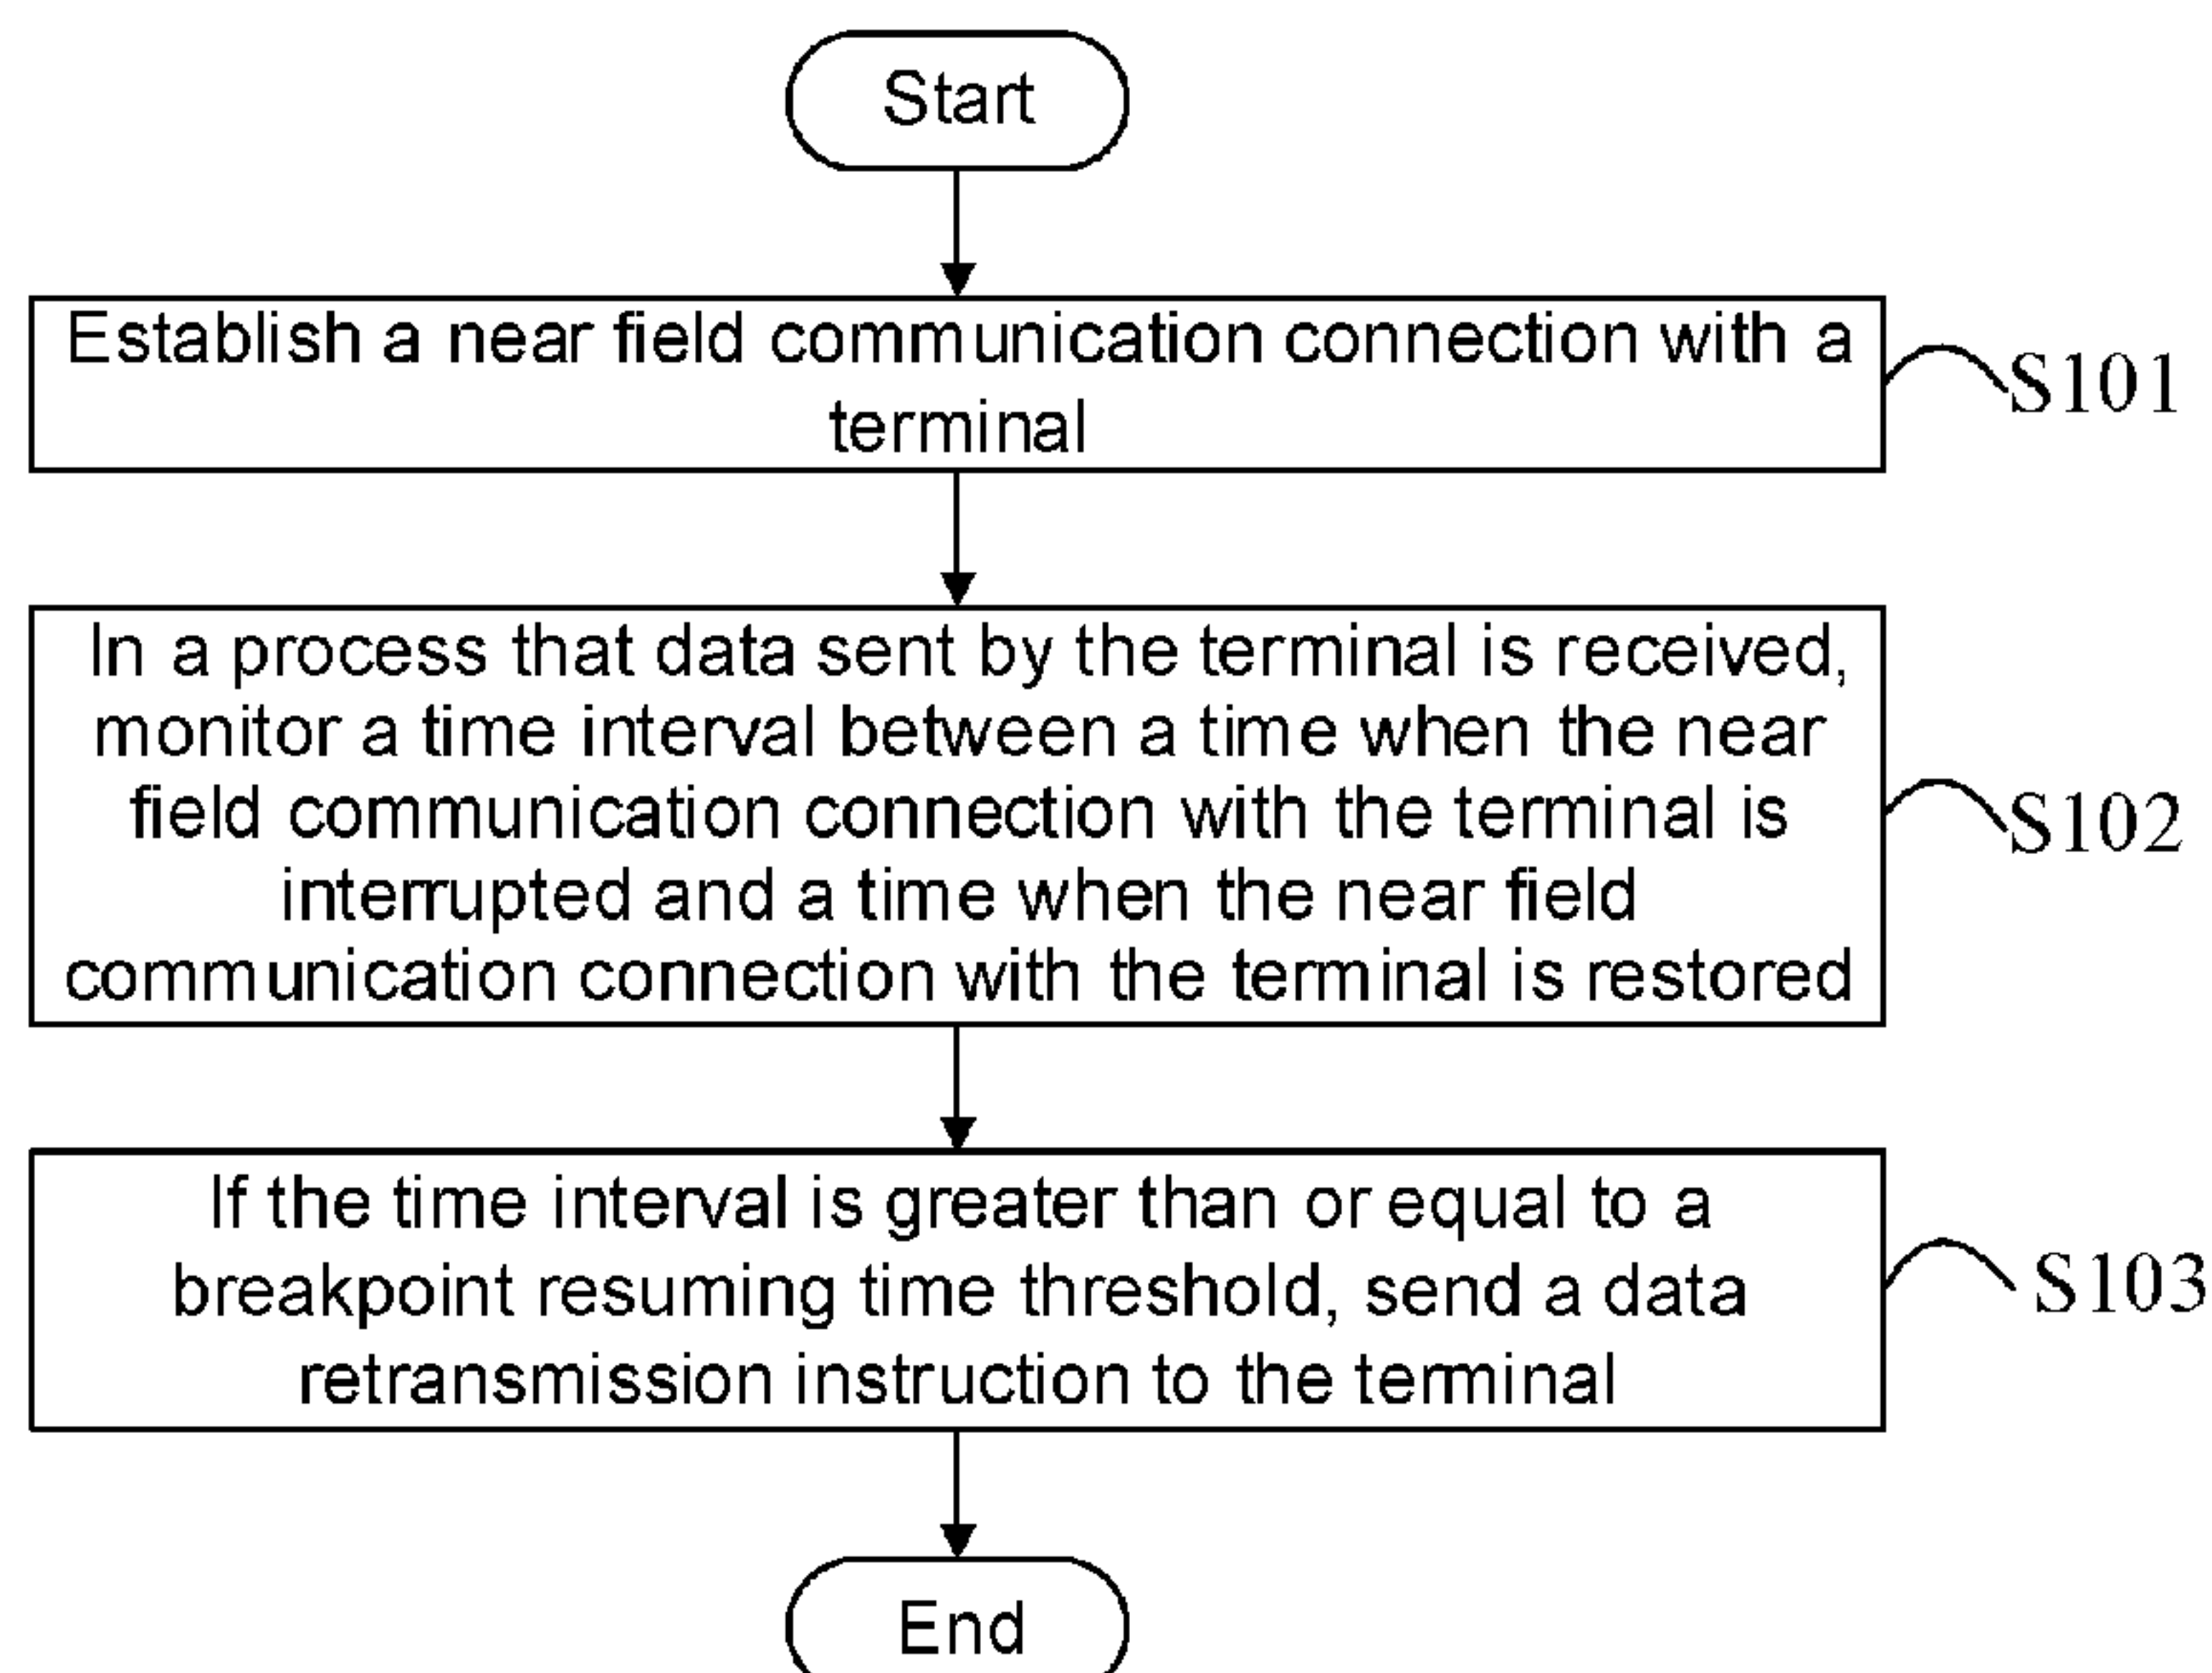 Start
Establish a near field communication connection with a
terminal
S101
In a process that data sent by the terminal is received,
monitor a time interval between a time when the near
field communication connection with the terminal is
interrupted and a time when the near field
communication connection with the terminal is restored
S102
If the time interval is greater than or equal to a
breakpoint resuming time threshold, send a data
retransmission instruction to the terminal
S103
End